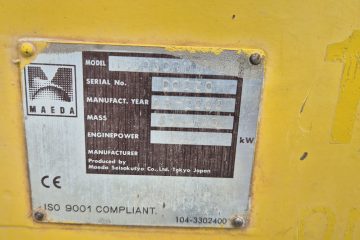 MAEDA
MODEL
SERIAL No.
MANUFACT. YEAR
MASS
ENGINEPOWER
kW
MANUFACTURER
Produced by
Maeda Seisakusyo Co., Ltd. Tokyo Japan
CE
ISO 9001 COMPLIANT.
104-3302400